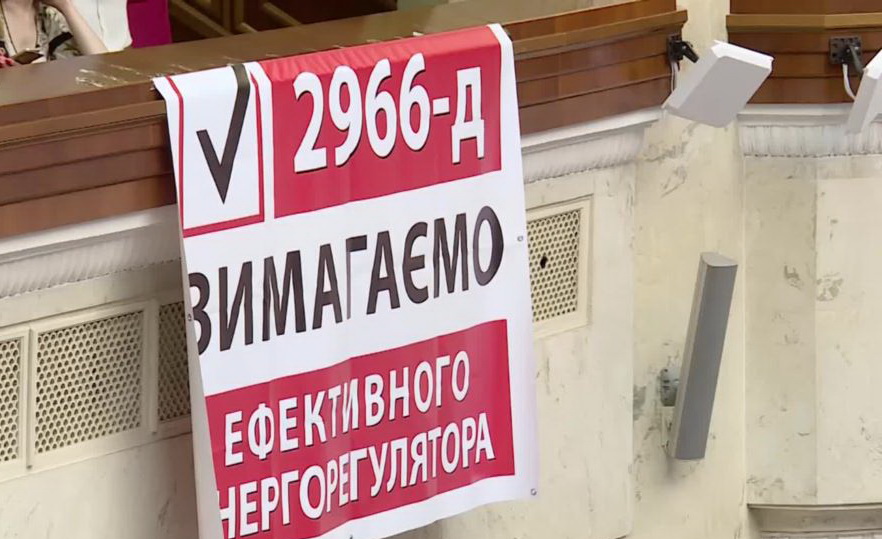 2966-д
ВИМАГАЄМО
ЕФЕКТИВНОГО
НЕРГОРЕГУЛЯТОРА